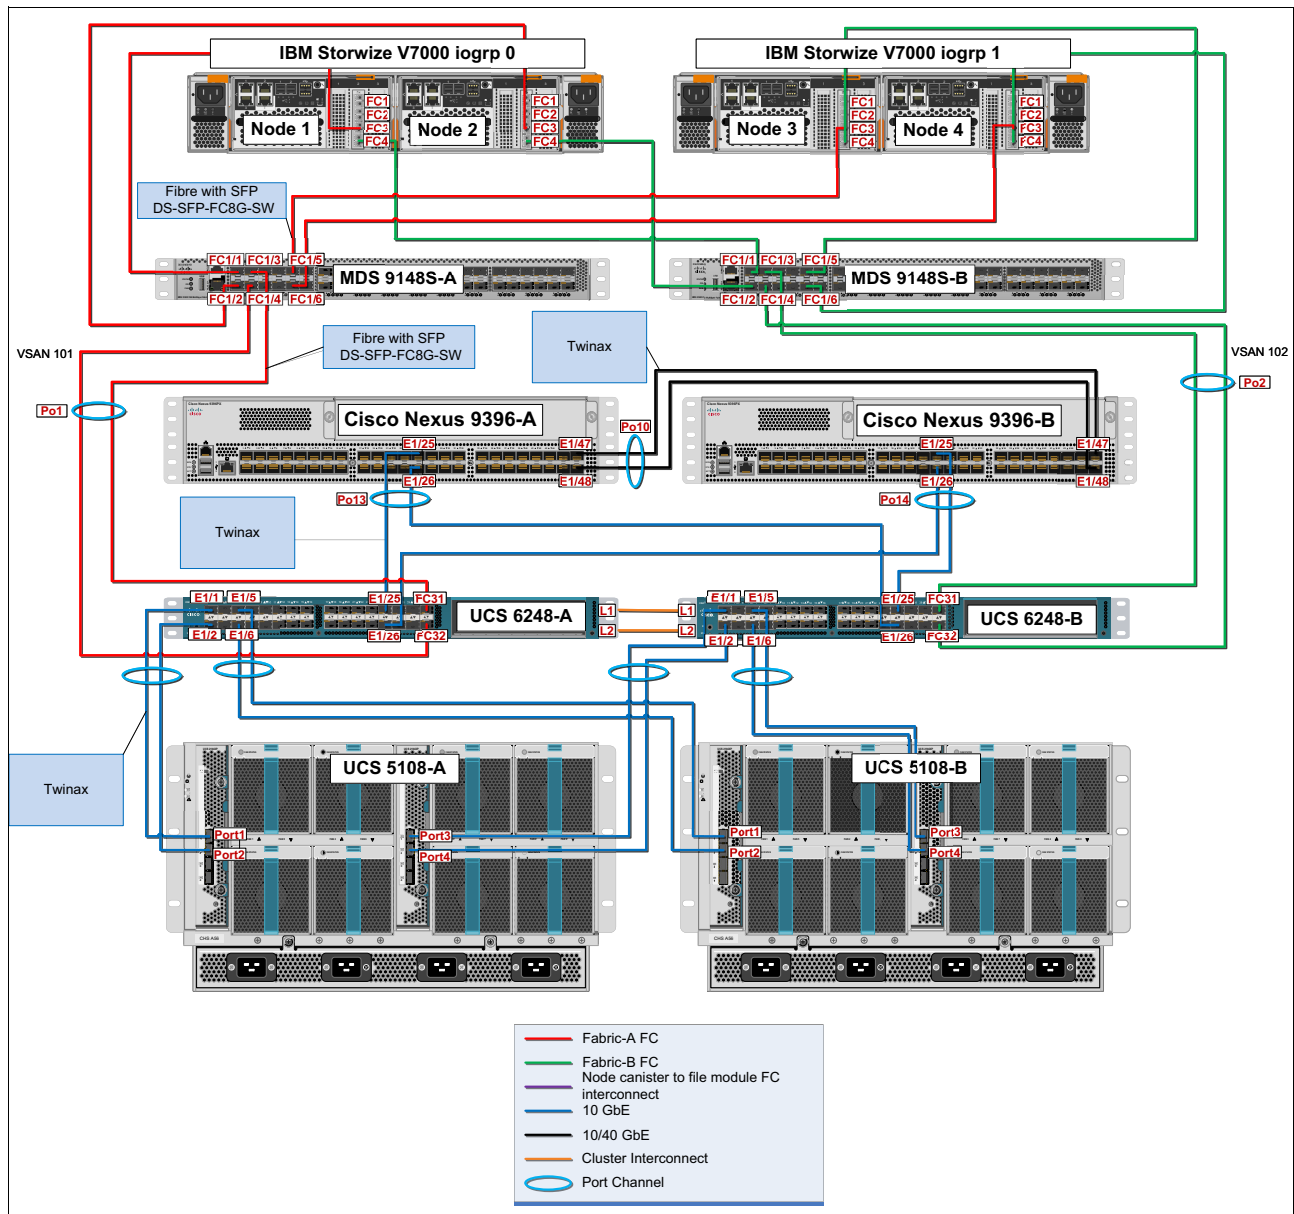 IBM Storwize V7000 iogrp 0
IBM Storwize V7000 iogrp 1
FC1
FC2
FC3
FC4
Node 1
Node 2
FC1
FC2
FC3
FC4
Node 3
FC1
FC2
FC3
FC4
Node 4
FC1
FC2
FC3
FC4
Fibre with SFP
DS-SFP-FC8G-SW
FC1/1 FC1/3 FC1/5
MDS 9148S-A
FC1/2 FC1/4 FC1/6
FC1/1 FC1/3 FC1/5
MDS 9148S-B
FC1/2 FC1/4 FC1/6
VSAN 101
Fibre with SFP
DS-SFP-FC8G-SW
Twinax
VSAN 102
Po1
Po2
Cisco Nexus 9396-A
E1/25
E1/47
E1/26
E1/48
Po10
Cisco Nexus 9396-B
E1/25
E1/47
E1/26
E1/48
Po13
Po14
Twinax
E1/1 E1/5 E1/25 FC31
UCS 6248-A
E1/2 E1/6 E1/26 FC32
L1
L2
L1
L2
E1/1 E1/5 E1/25 FC31
UCS 6248-B
E1/2 E1/6 E1/26 FC32
Twinax
UCS 5108-A
Port1
Port2
Port3
Port4
UCS 5108-B
Port1
Port2
Port3
Port4
Fabric-A FC
Fabric-B FC
Node canister to file module FC
interconnect
10 GbE
10/40 GbE
Cluster Interconnect
Port Channel